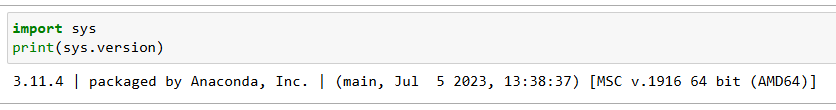 import sys
print(sys.version)
3.11.4 | packaged by Anaconda, Inc. | (main, Jul  5 2023, 13:38:37) [MSC v.1916 64 bit (AMD64)]